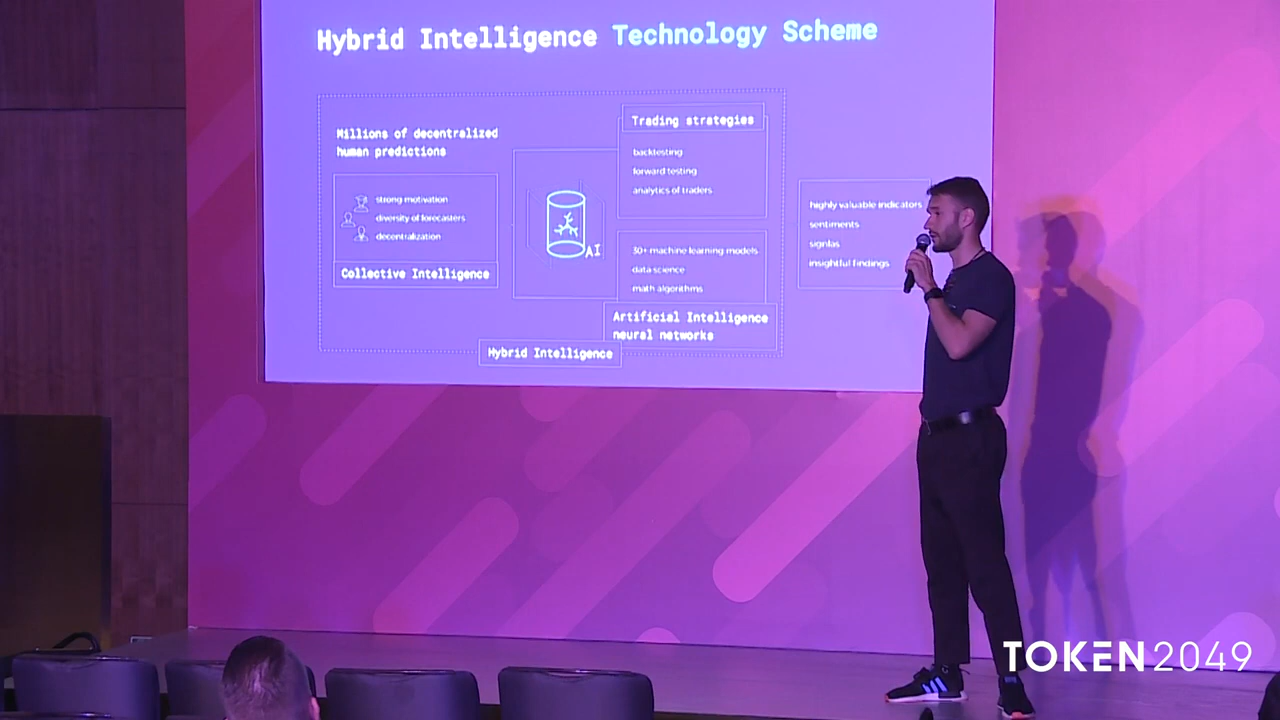 Hybrid Intelligence Technology Scheme
Millions of decentralized
human predictions
strong motivation
diversity of forecasters
decentralization
Collective Intelligence
AI
Trading strategies
backtesting
forward testing
analytics of traders
30+ machine learning models
data science
math algorithms
Artificial Intelligence
neural networks
Hybrid Intelligence
highly valuable indicators
sentiments
signlas
insightful findings
TOKEN2049